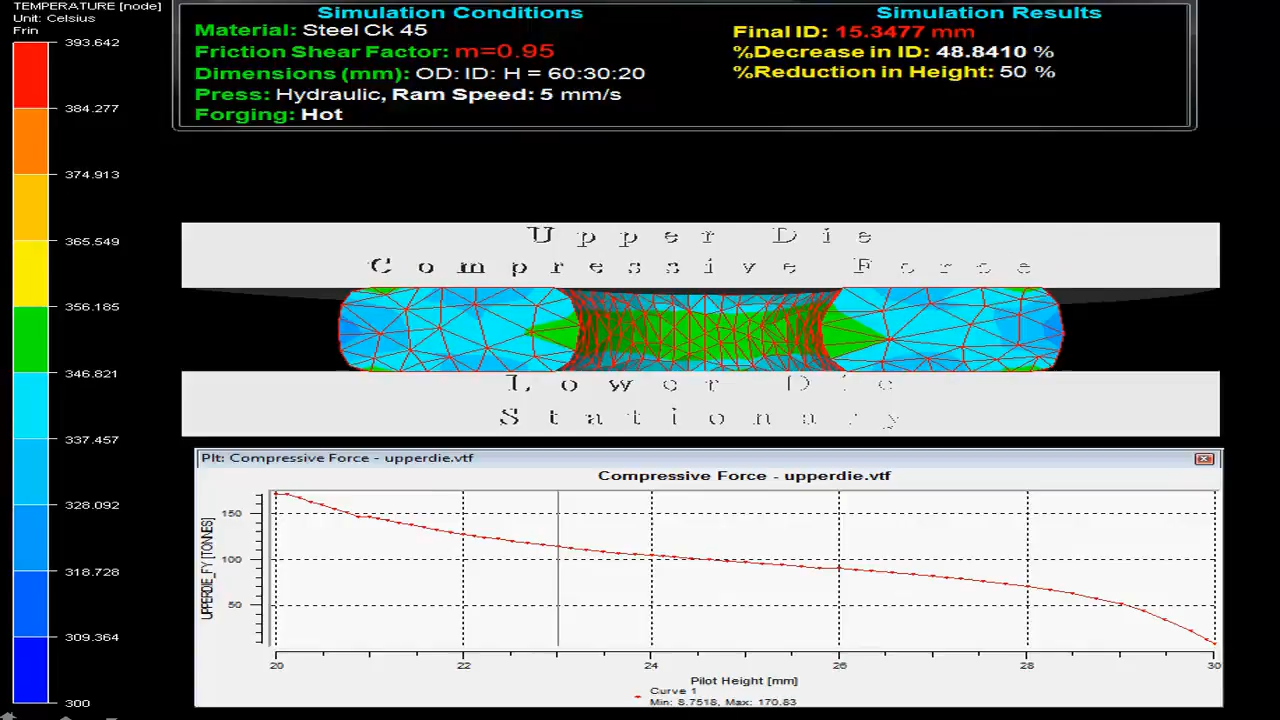 TEMPERATURE [node]
Unit: Celsius
Frin
393.642
384.277
374.913
365.549
356.185
346.821
337.457
328.092
318.728
309.364
300
Simulation Conditions
Material: Steel Ck 45
Friction Shear Factor: m=0.95
Dimensions (mm): OD: ID: H = 60:30:20
Press: Hydraulic, Ram Speed: 5 mm/s
Forging: Hot
Simulation Results
Final ID: 15.3477 mm
%Decrease in ID: 48.8410 %
%Reduction in Height: 50 %
Upper Die
Compressive Force
Lower Die
Stationary
Plt: Compressive Force - upperdie.vtf
Compressive Force - upperdie.vtf
UPPERDIE_FY [TONNES]
150
100
50
20 22 24 26 28 30
Pilot Height [mm]
Curve 1
Min: 8.7518, Max: 170.83